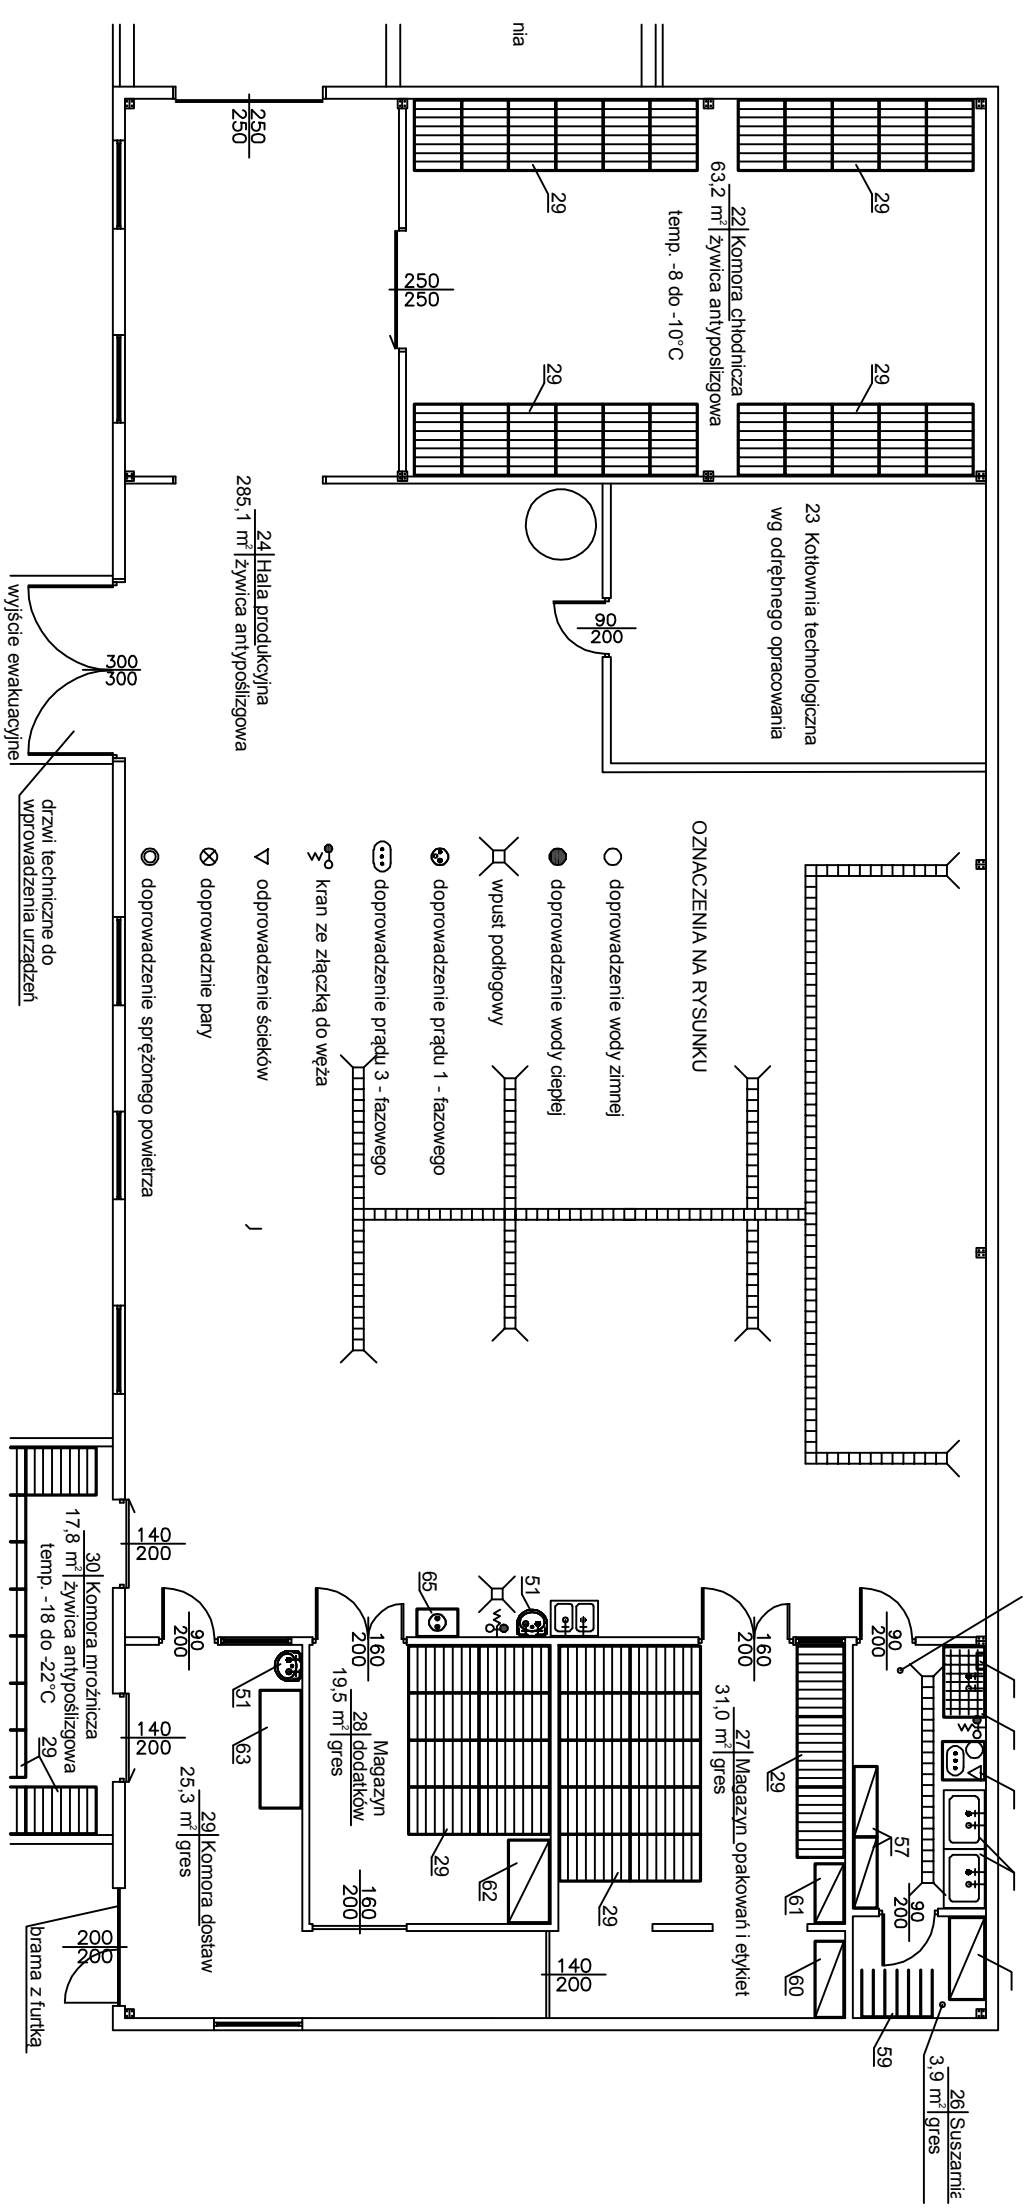 nia
250
250
29
29
22 Komora chłodnicza
63,2 m² żywica antyposlizgowa
temp. -8 do -10°C
250
250
29
29
23 Kotłownia technologiczna
wg odrębnego opracowania
90
200
24 Hala produkcyjna
285,1 m² żywica antypoślizgowa
300
300
wyjście ewakuacyjne
drzwi techniczne do
wprowadzenia urządzeń
OZNACZENIA NA RYSUNKU
doprowadzenie wody zimnej
doprowadzenie wody ciepłej
wpust podłogowy
doprowadzenie prądu 1 - fazowego
doprowadzenie prądu 3 - fazowego
kran ze złączką do węża
odprowadzenie ścieków
doprowadznie pary
doprowadzenie sprężonego powietrza
140
200
30 Komora mroźnicza
17,8 m² żywica antypoślizgowa
temp. -18 do -22°C
29
140
200
90
200
51
63
29 Komora dostaw
25,3 m² gres
200
200
brama z furtką
65
51
160
200
Magazyn
28 dodatków
19,5 m² gres
29
62
160
200
160
200
27 Magazyn opakowań i etykiet
31,0 m² gres
29
29
61
60
140
200
90
200
57
90
200
59
26 Suszarnia
3,9 m² gres